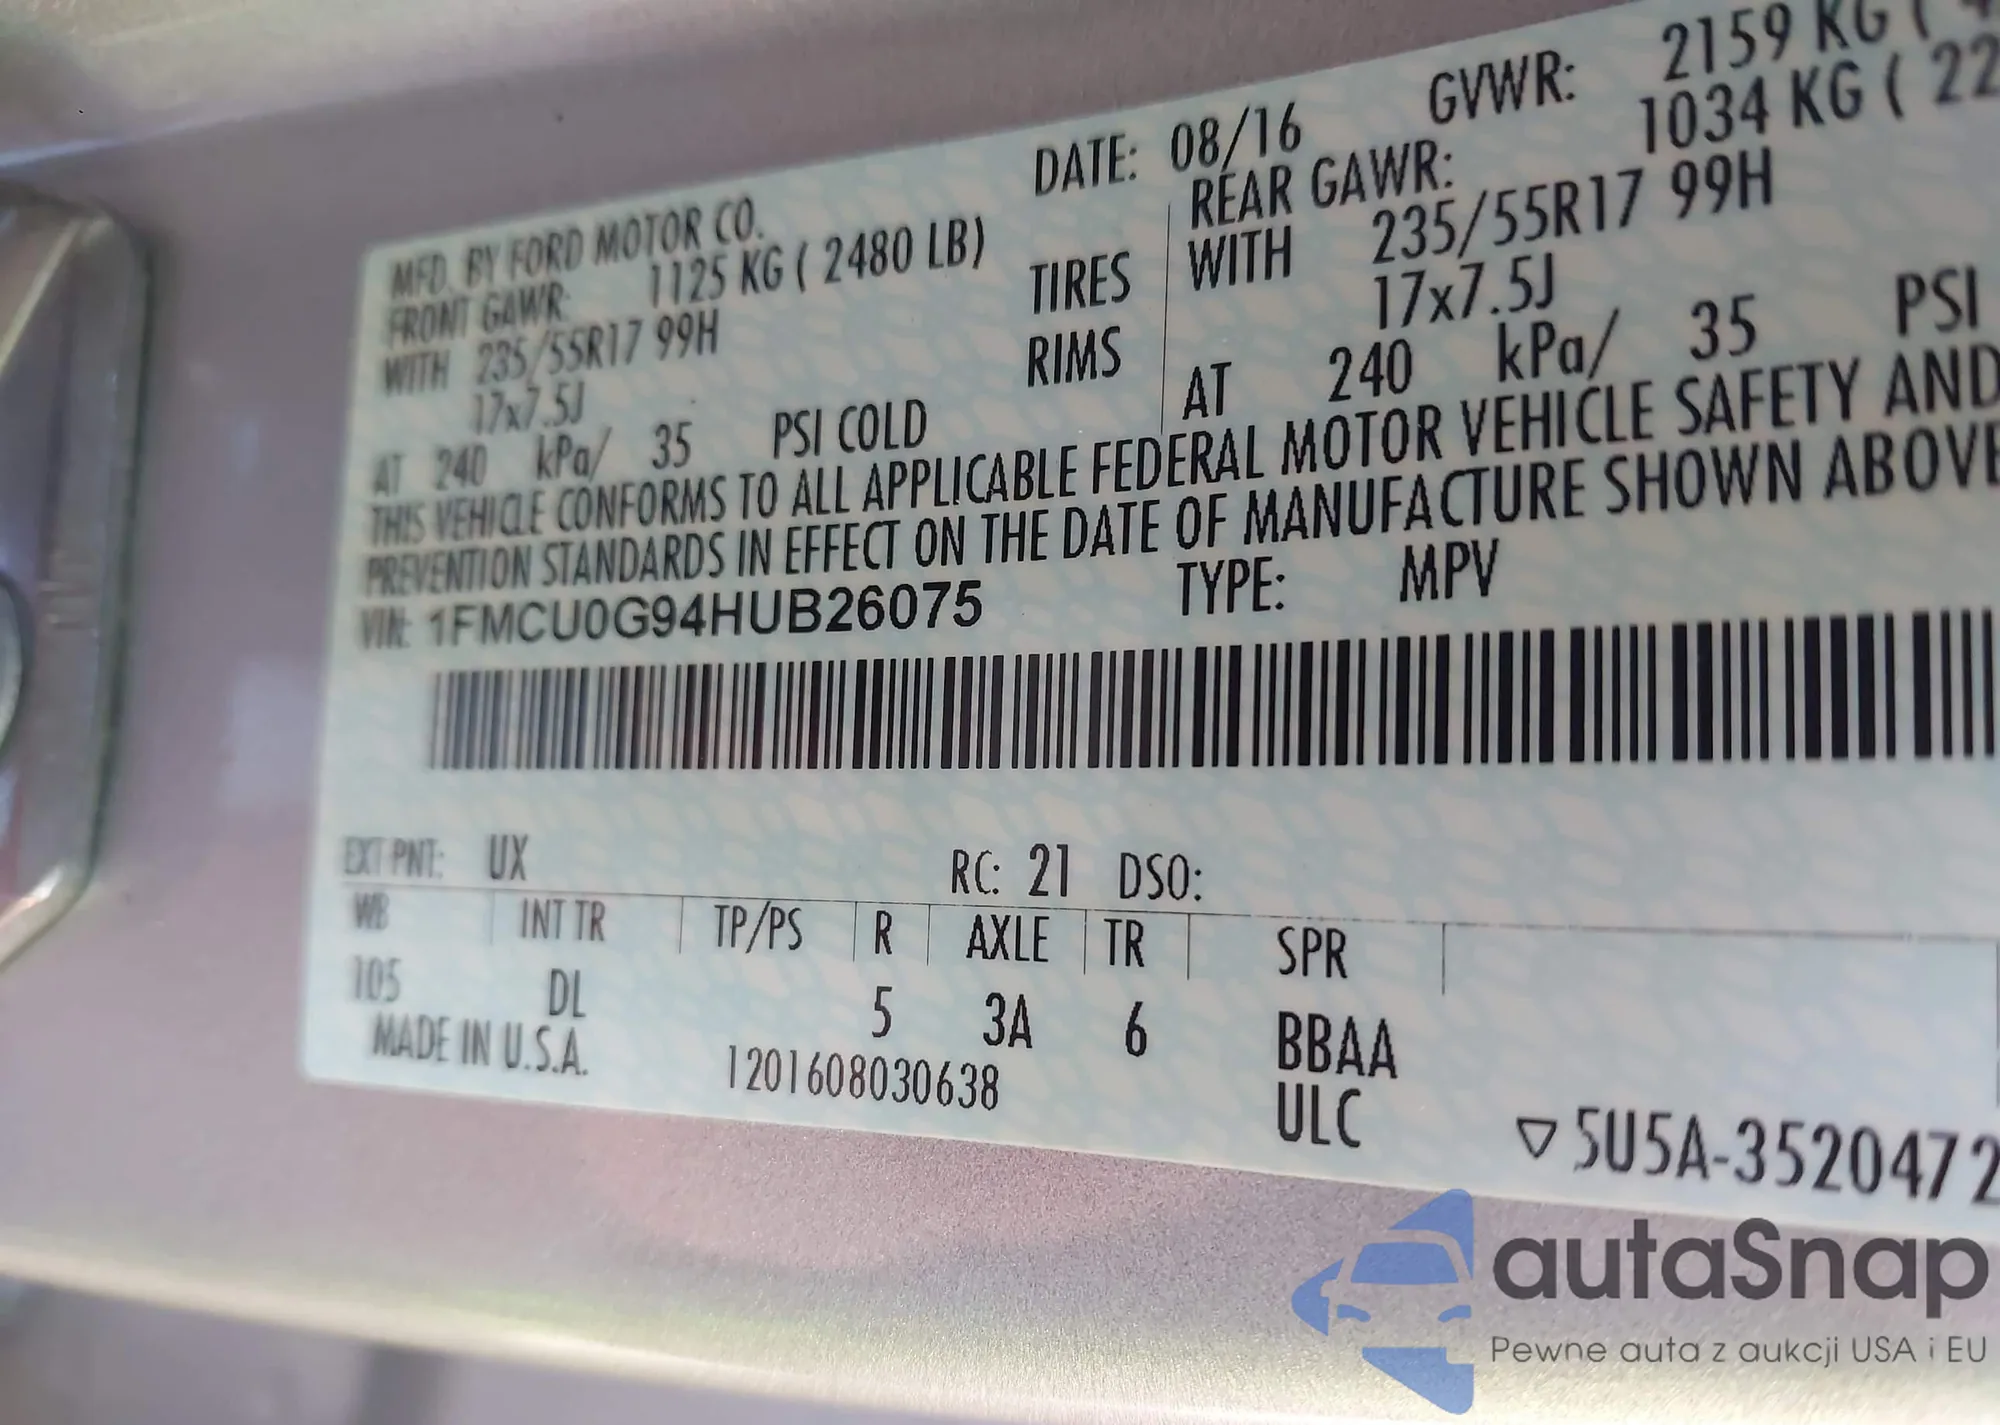 MFD. BY FORD MOTOR CO. DATE: 08/16 GVWR: 2159 KG (
FRONT GAWR: 1125 KG ( 2480 LB) REAR GAWR: 1034 KG ( 22
WITH 235/55R17 99H TIRES WITH 235/55R17 99H
17x7.5J RIMS 17x7.5J
AT 240 kPa/ 35 PSI COLD AT 240 kPa/ 35 PSI
THIS VEHICLE CONFORMS TO ALL APPLICABLE FEDERAL MOTOR VEHICLE SAFETY AND
PREVENTION STANDARDS IN EFFECT ON THE DATE OF MANUFACTURE SHOWN ABOVE
VIN: 1FMCU0G94HUB26075 TYPE: MPV
EXT PNT: UX RC: 21 DSO:
WB INT TR TP/PS R AXLE TR SPR
105 DL 5 3A 6 BBAA
MADE IN U.S.A. 1201608030638 ULC
▽5U5A-3520472
autaSnap
Pewne auta z aukcji USA i EU